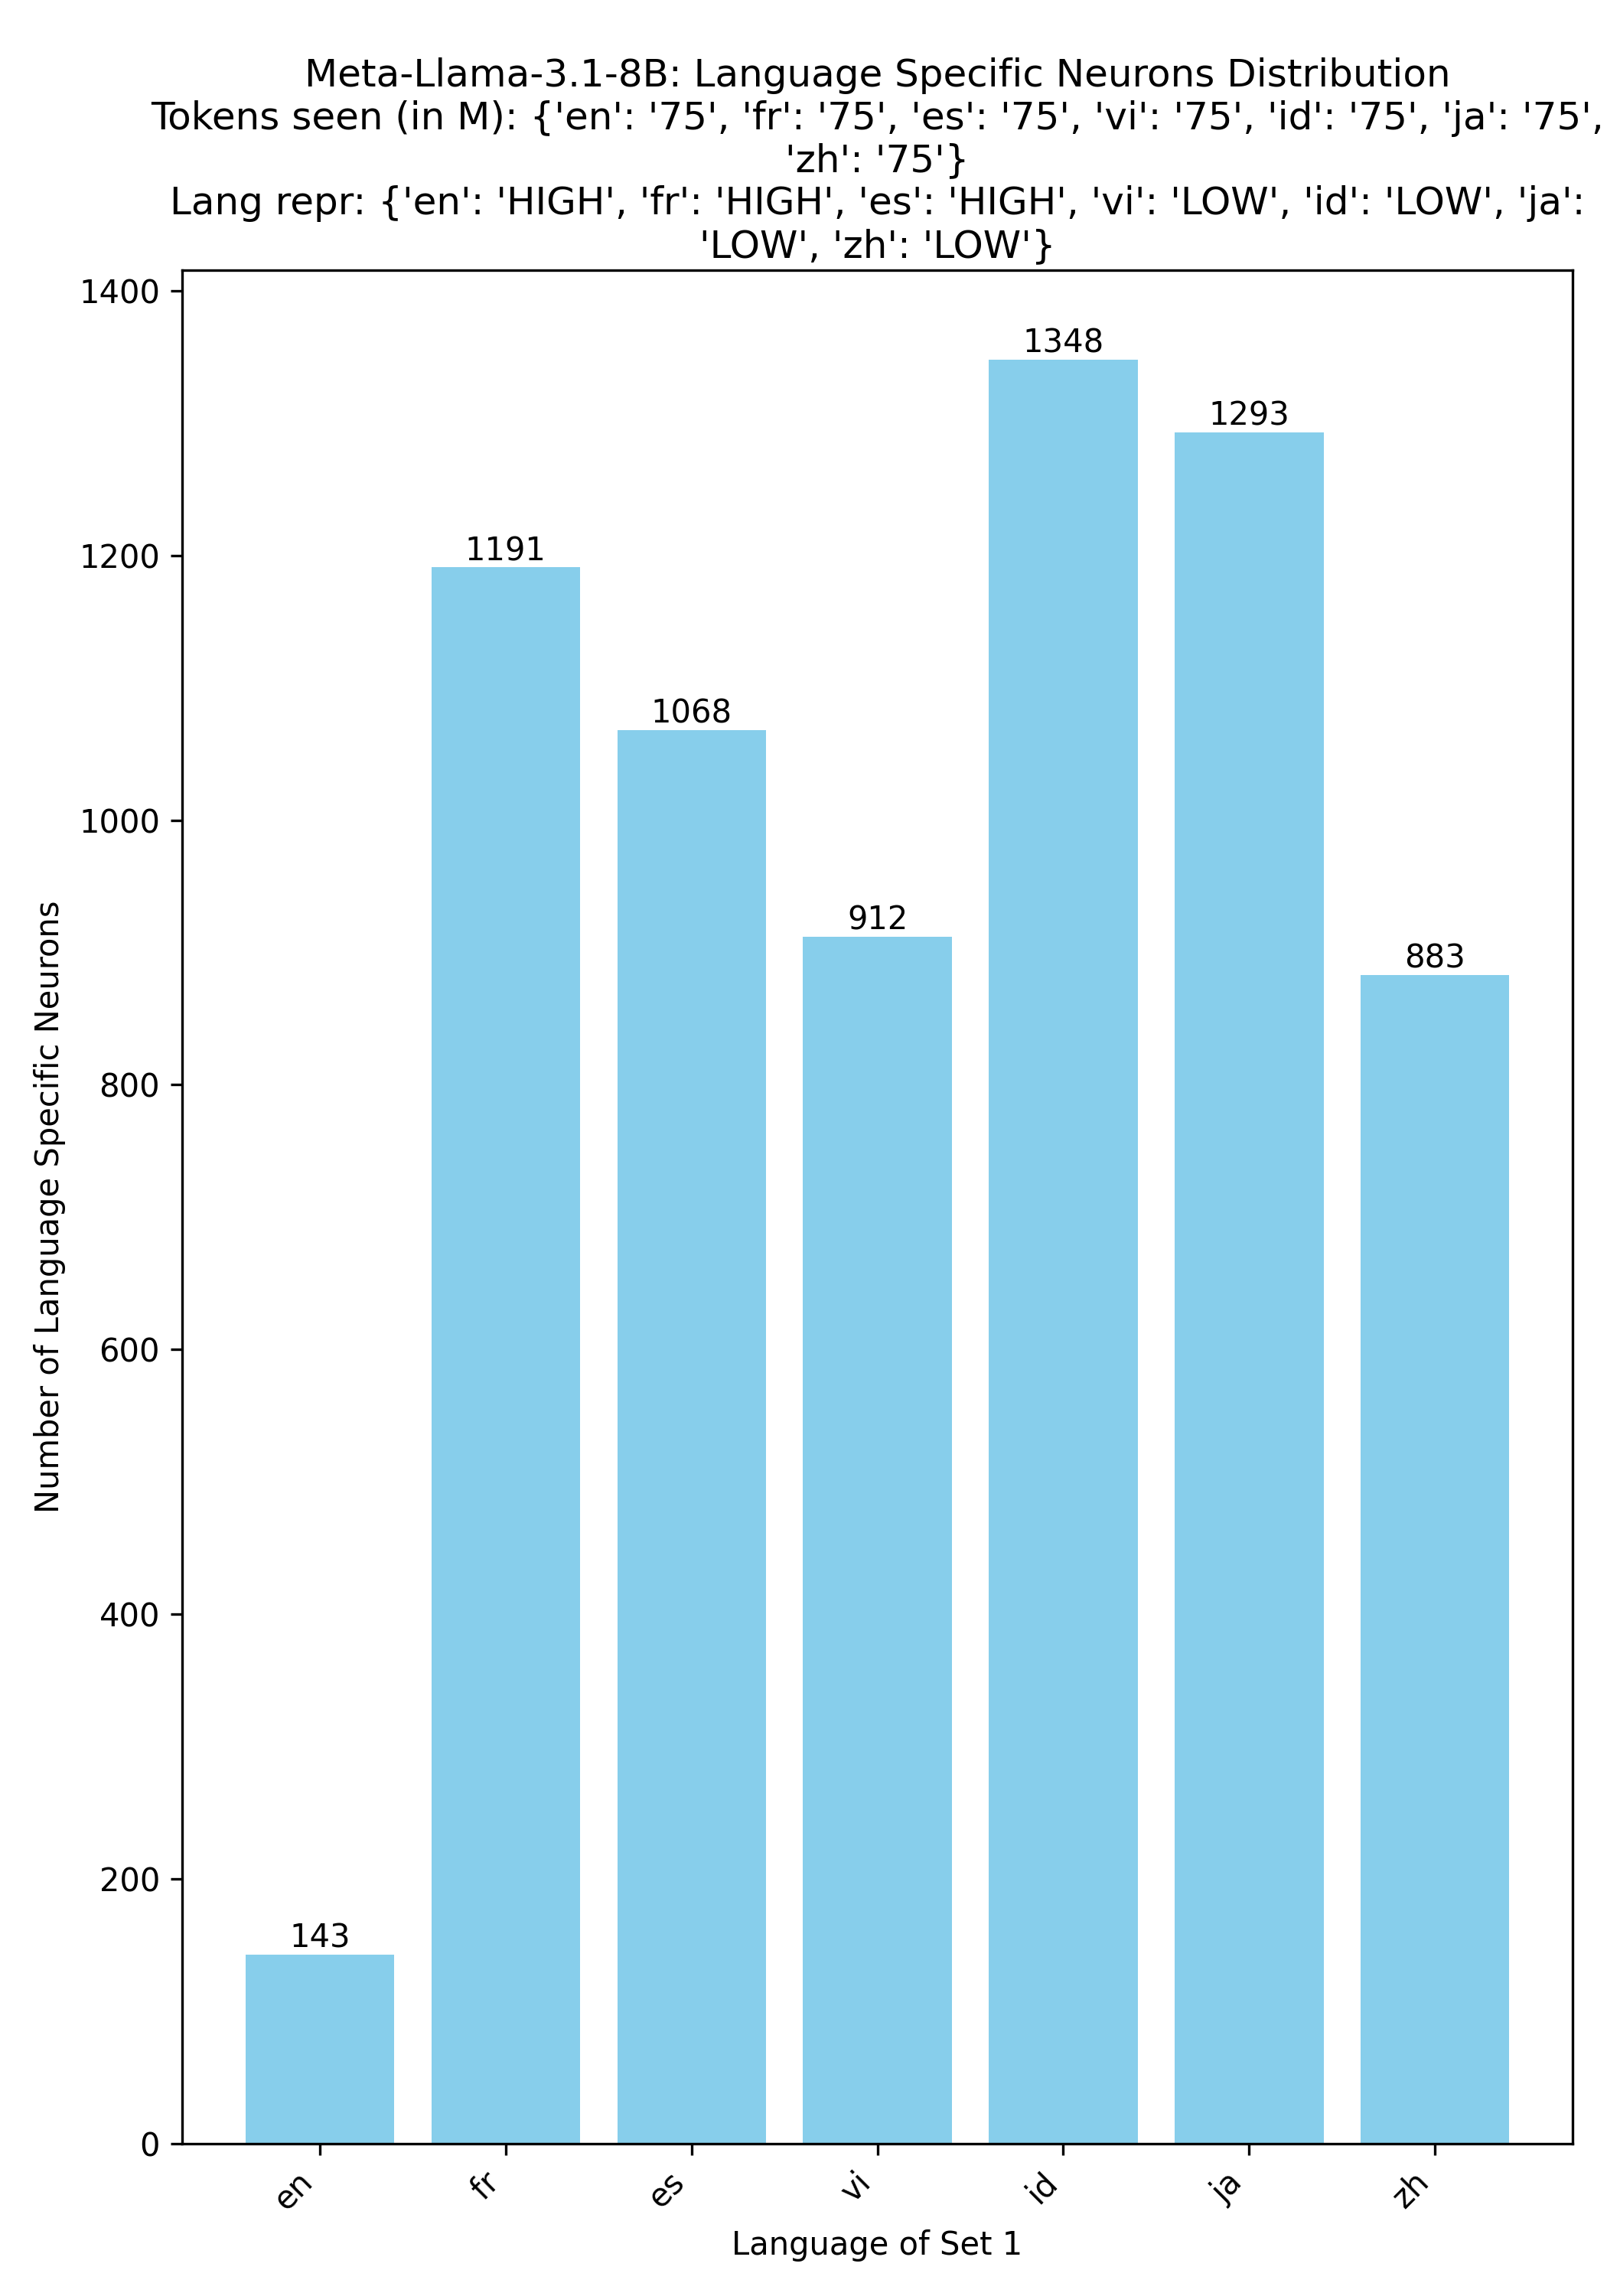 Meta-Llama-3.1-8B: Language Specific Neurons Distribution
Tokens seen (in M): {'en': '75', 'fr': '75', 'es': '75', 'vi': '75', 'id': '75', 'ja': '75',
'zh': '75'}
Lang repr: {'en': 'HIGH', 'fr': 'HIGH', 'es': 'HIGH', 'vi': 'LOW', 'id': 'LOW', 'ja':
'LOW', 'zh': 'LOW'}
1400
1200
1000
800
600
400
200
0
Number of Language Specific Neurons
143
1191
1068
912
1348
1293
883
en
fr
es
vi
id
ja
zh
Language of Set 1